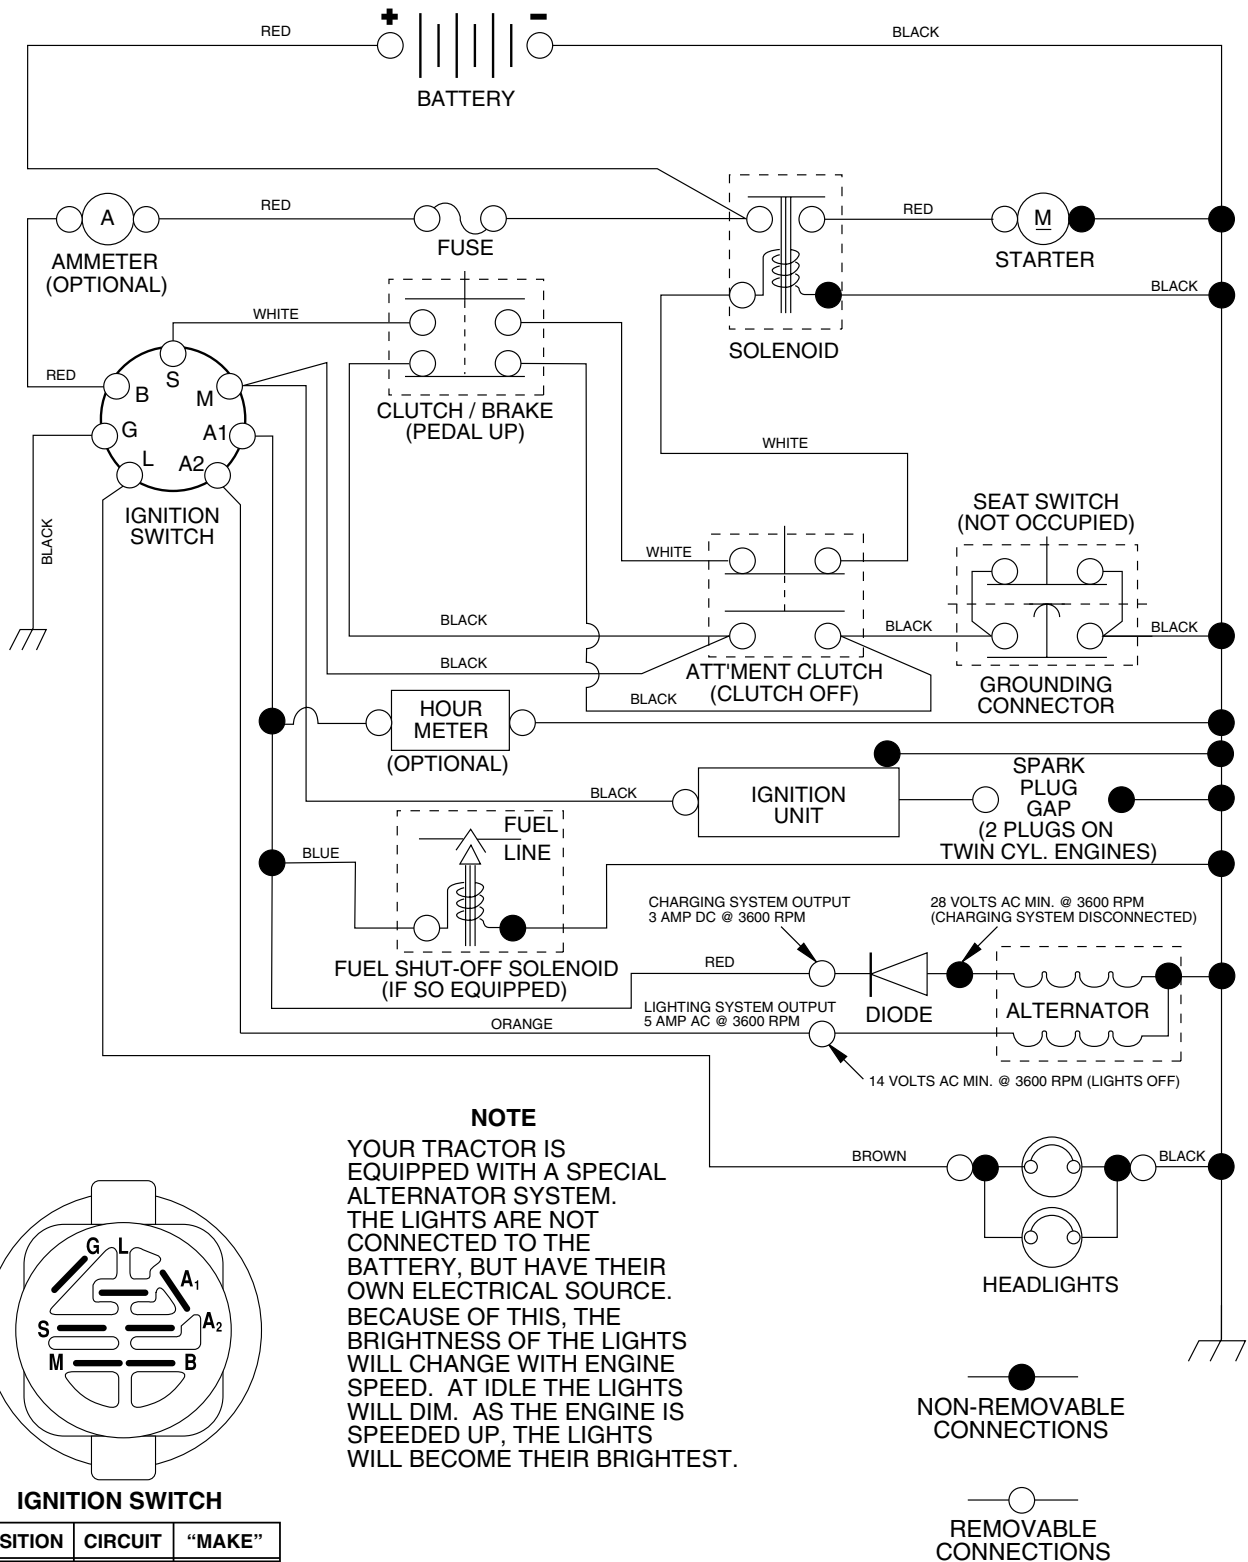 + -
RED
BLACK
BATTERY
A
RED
FUSE
RED
M
AMMETER
(OPTIONAL)
STARTER
BLACK
WHITE
SOLENOID
RED
B
S
M
G
A1
L
A2
CLUTCH / BRAKE
(PEDAL UP)
WHITE
IGNITION
SWITCH
BLACK
SEAT SWITCH
(NOT OCCUPIED)
WHITE
BLACK
BLACK
BLACK
BLACK
ATT'MENT CLUTCH
(CLUTCH OFF)
BLACK
GROUNDING
CONNECTOR
HOUR
METER
(OPTIONAL)
BLACK
IGNITION
UNIT
SPARK
PLUG
GAP
(2 PLUGS ON
TWIN CYL. ENGINES)
FUEL
LINE
BLUE
CHARGING SYSTEM OUTPUT
3 AMP DC @ 3600 RPM
28 VOLTS AC MIN. @ 3600 RPM
(CHARGING SYSTEM DISCONNECTED)
FUEL SHUT-OFF SOLENOID
(IF SO EQUIPPED)
RED
DIODE
ALTERNATOR
LIGHTING SYSTEM OUTPUT
5 AMP AC @ 3600 RPM
ORANGE
14 VOLTS AC MIN. @ 3600 RPM (LIGHTS OFF)
NOTE
YOUR TRACTOR IS
EQUIPPED WITH A SPECIAL
ALTERNATOR SYSTEM.
THE LIGHTS ARE NOT
CONNECTED TO THE
BATTERY, BUT HAVE THEIR
OWN ELECTRICAL SOURCE.
BECAUSE OF THIS, THE
BRIGHTNESS OF THE LIGHTS
WILL CHANGE WITH ENGINE
SPEED. AT IDLE THE LIGHTS
WILL DIM. AS THE ENGINE IS
SPEEDED UP, THE LIGHTS
WILL BECOME THEIR BRIGHTEST.
BROWN
BLACK
HEADLIGHTS
G L
A1
A2
S
M
B
IGNITION SWITCH
SITION CIRCUIT “MAKE”
NON-REMOVABLE
CONNECTIONS
REMOVABLE
CONNECTIONS